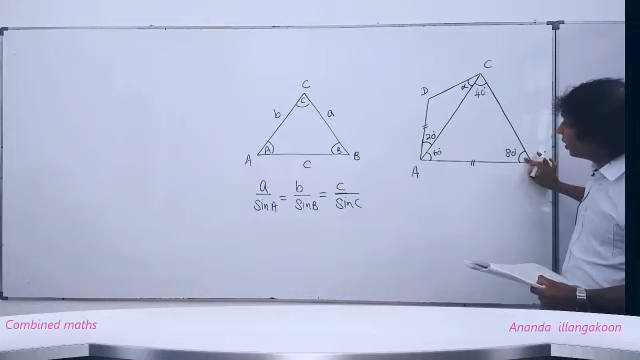 C
b
C
a
A
A
B
B
C
a/SinA = b/SinB = c/SinC
C
D
α
40°
20°
60°
80°
A
Combined maths
Ananda illangakoon